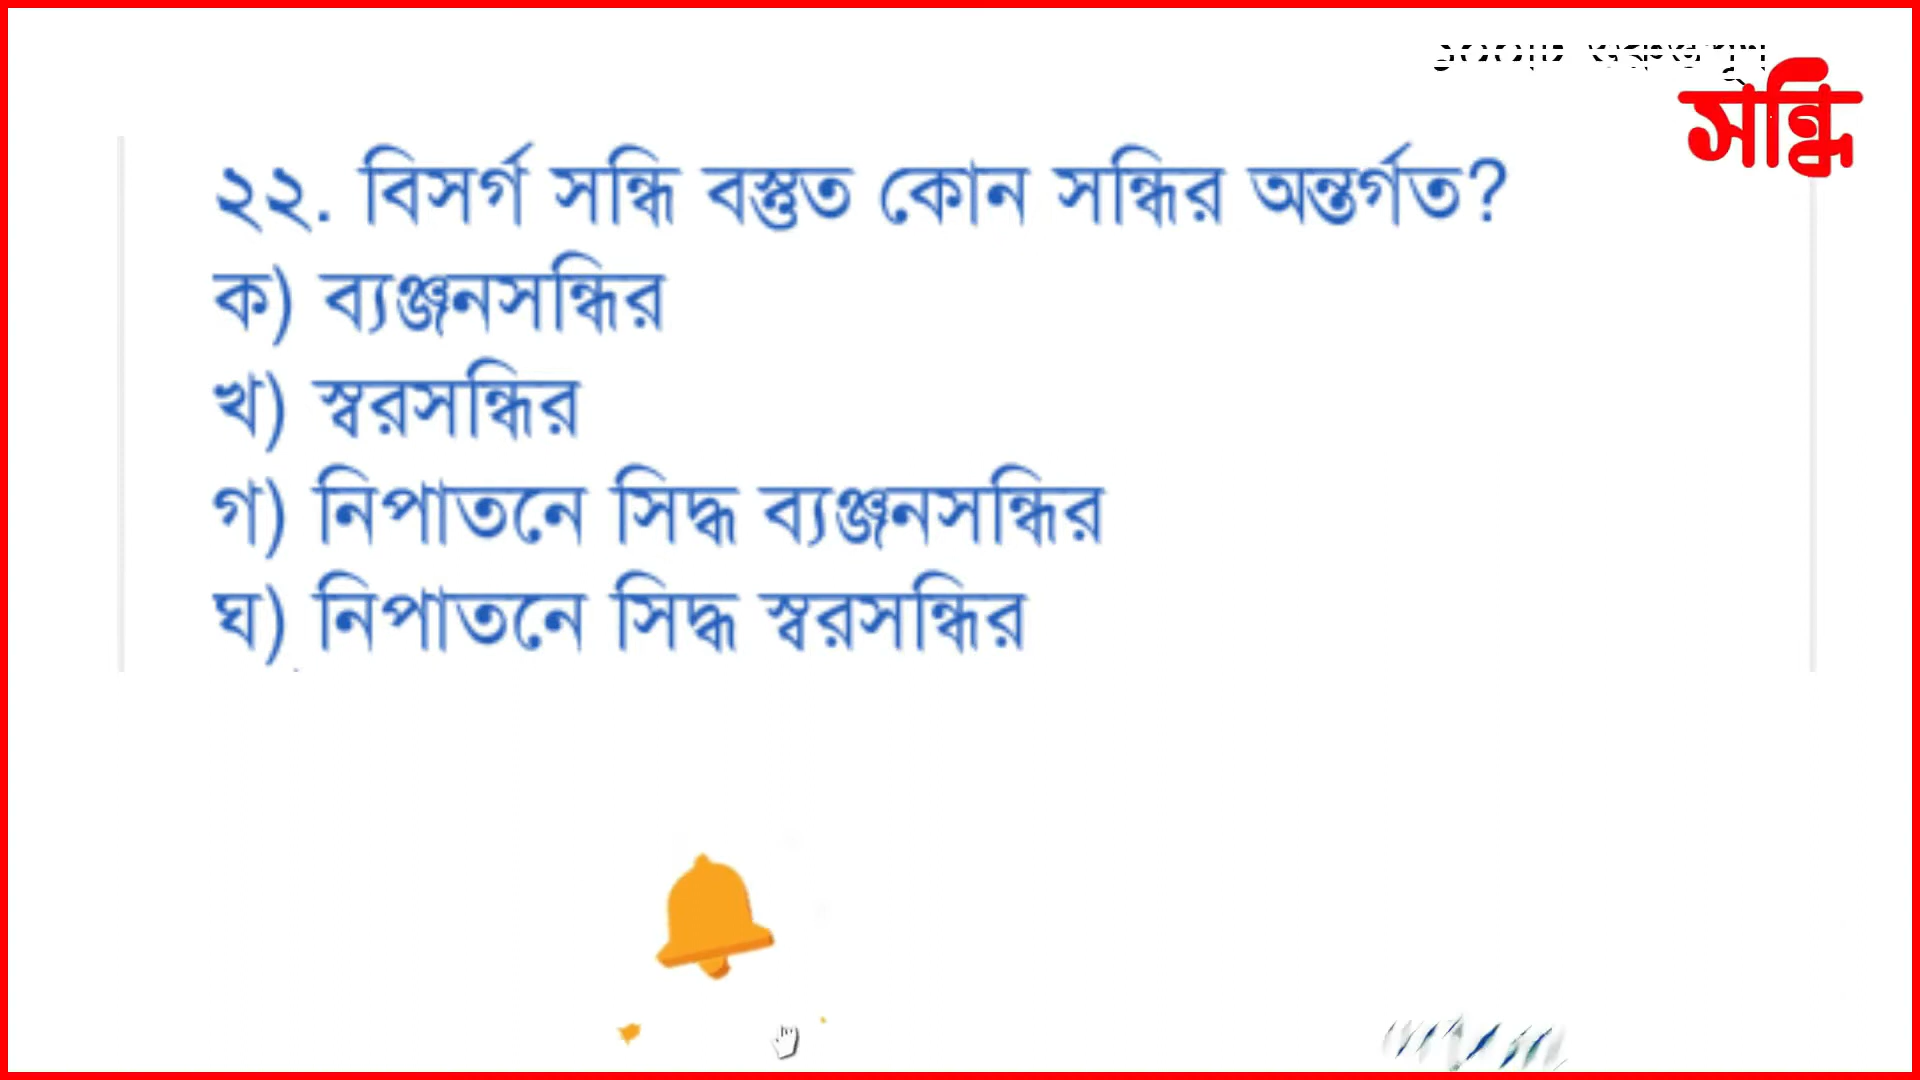 সন্ধি
২২. বিসর্গ সন্ধি বস্তুত কোন সন্ধির অন্তর্গত?
ক) ব্যঞ্জনসন্ধির
খ) স্বরসন্ধির
গ) নিপাতনে সিদ্ধ ব্যঞ্জনসন্ধির
ঘ) নিপাতনে সিদ্ধ স্বরসন্ধির